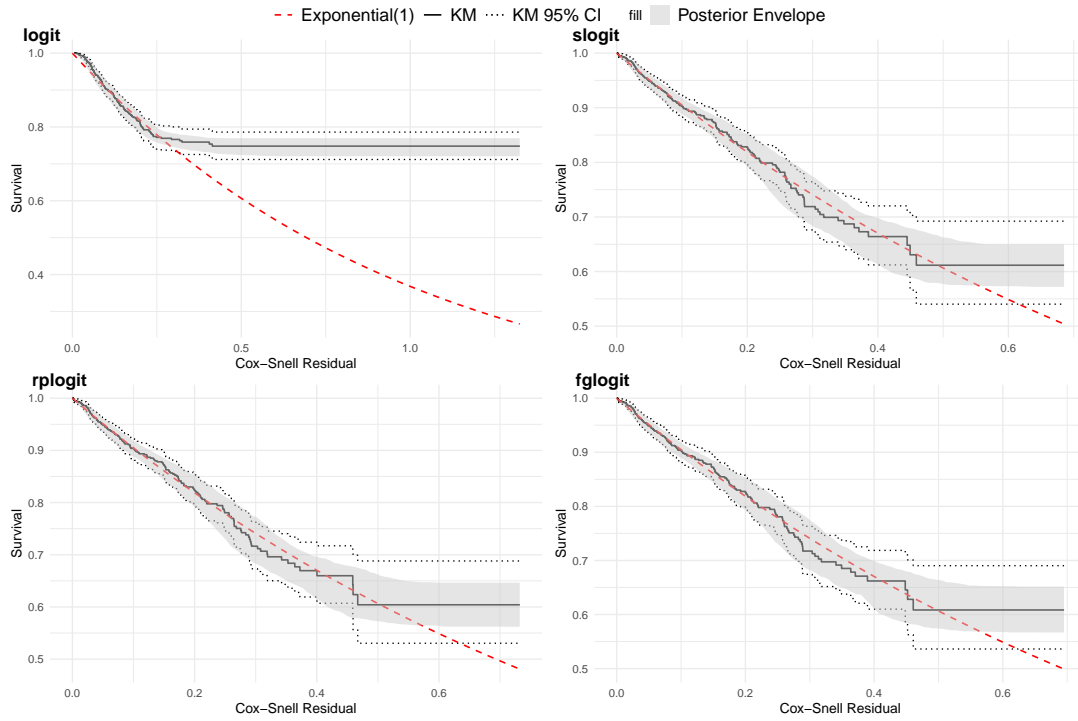 Exponential(1) KM KM 95% CI fill Posterior Envelope
logit
1.0
0.8
0.6
0.4
Survival
0.0 0.5 1.0
Cox−Snell Residual
slogit
1.0
0.9
0.8
0.7
0.6
0.5
Survival
0.0 0.2 0.4 0.6
Cox−Snell Residual
rplogit
1.0
0.9
0.8
0.7
0.6
0.5
Survival
0.0 0.2 0.4 0.6
Cox−Snell Residual
fglogit
1.0
0.9
0.8
0.7
0.6
0.5
Survival
0.0 0.2 0.4 0.6
Cox−Snell Residual